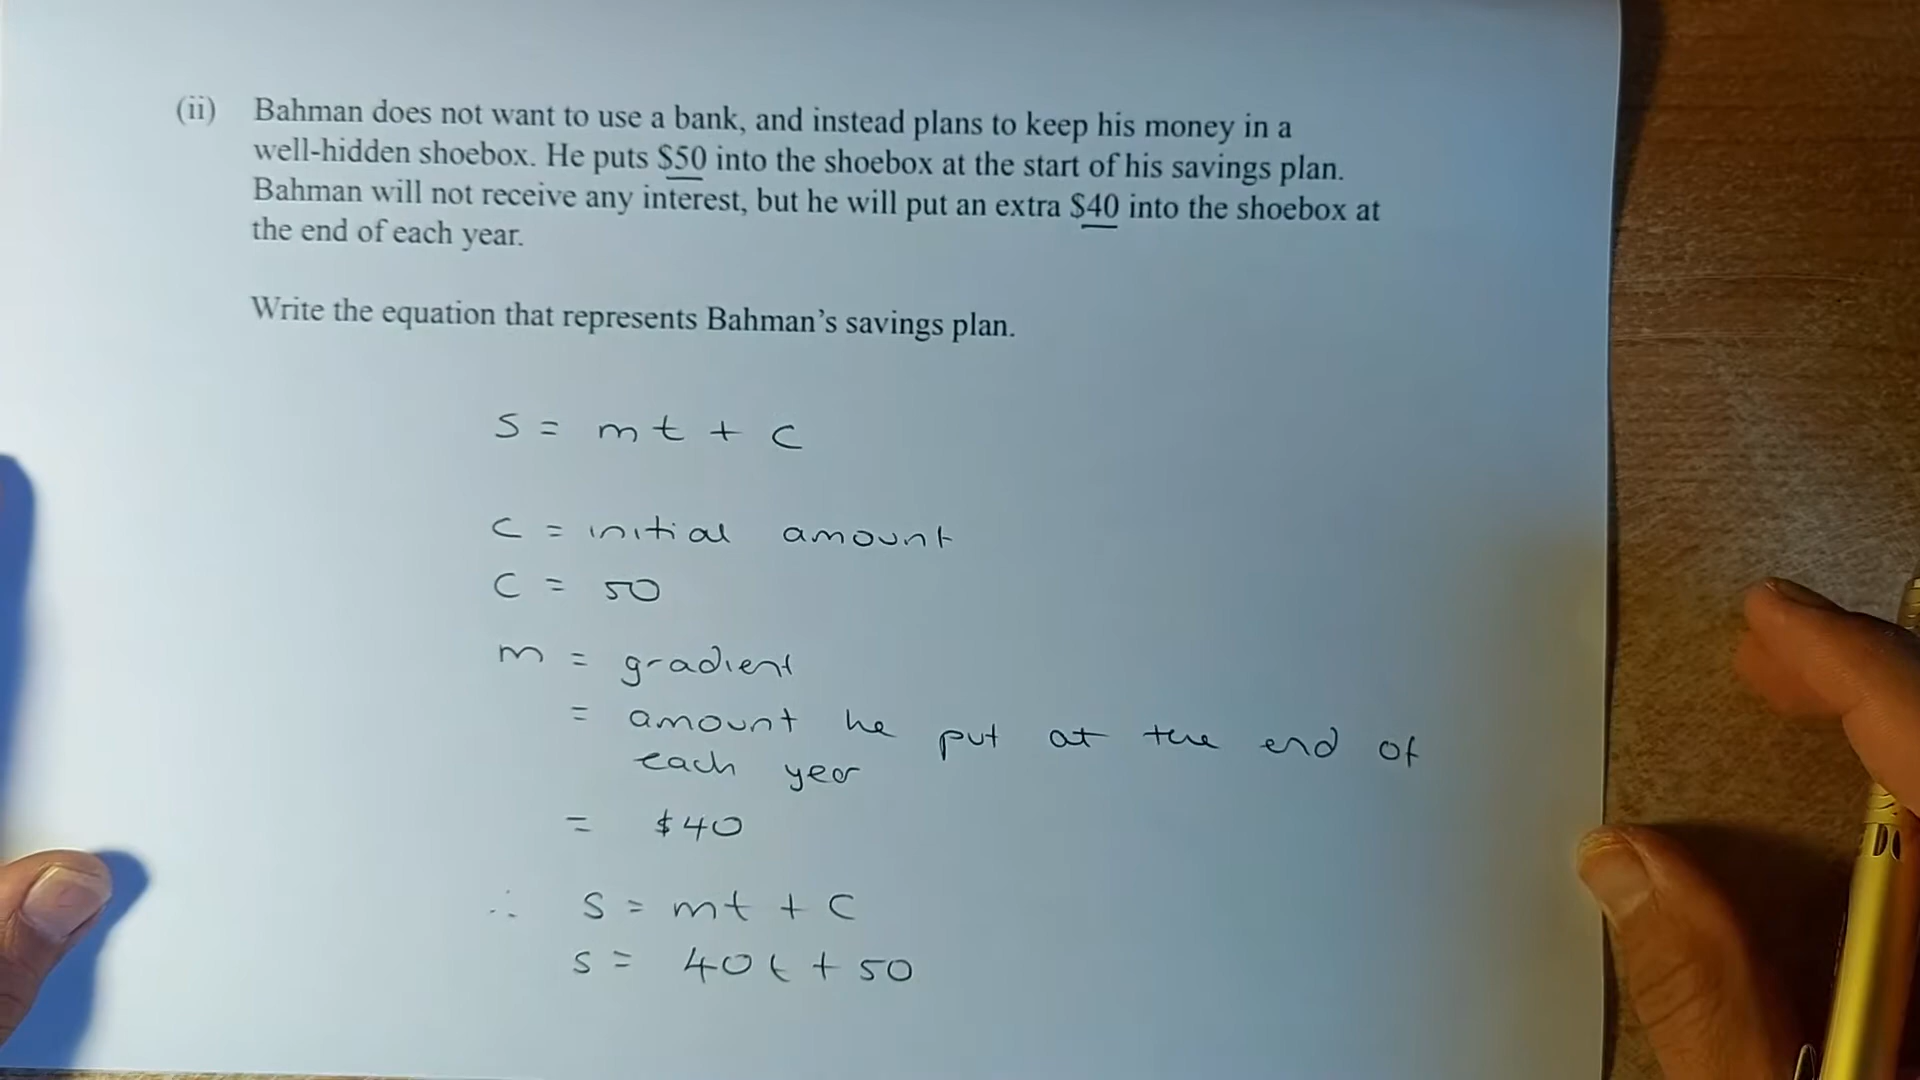 (ii) Bahman does not want to use a bank, and instead plans to keep his money in a
well-hidden shoebox. He puts $50 into the shoebox at the start of his savings plan.
Bahman will not receive any interest, but he will put an extra $40 into the shoebox at
the end of each year.
Write the equation that represents Bahman's savings plan.
S = mt + C
C = initial amount
C = 50
m = gradient
= amount he put at the end of
each year
= $40
∴ S = mt + C
S = 40t + 50